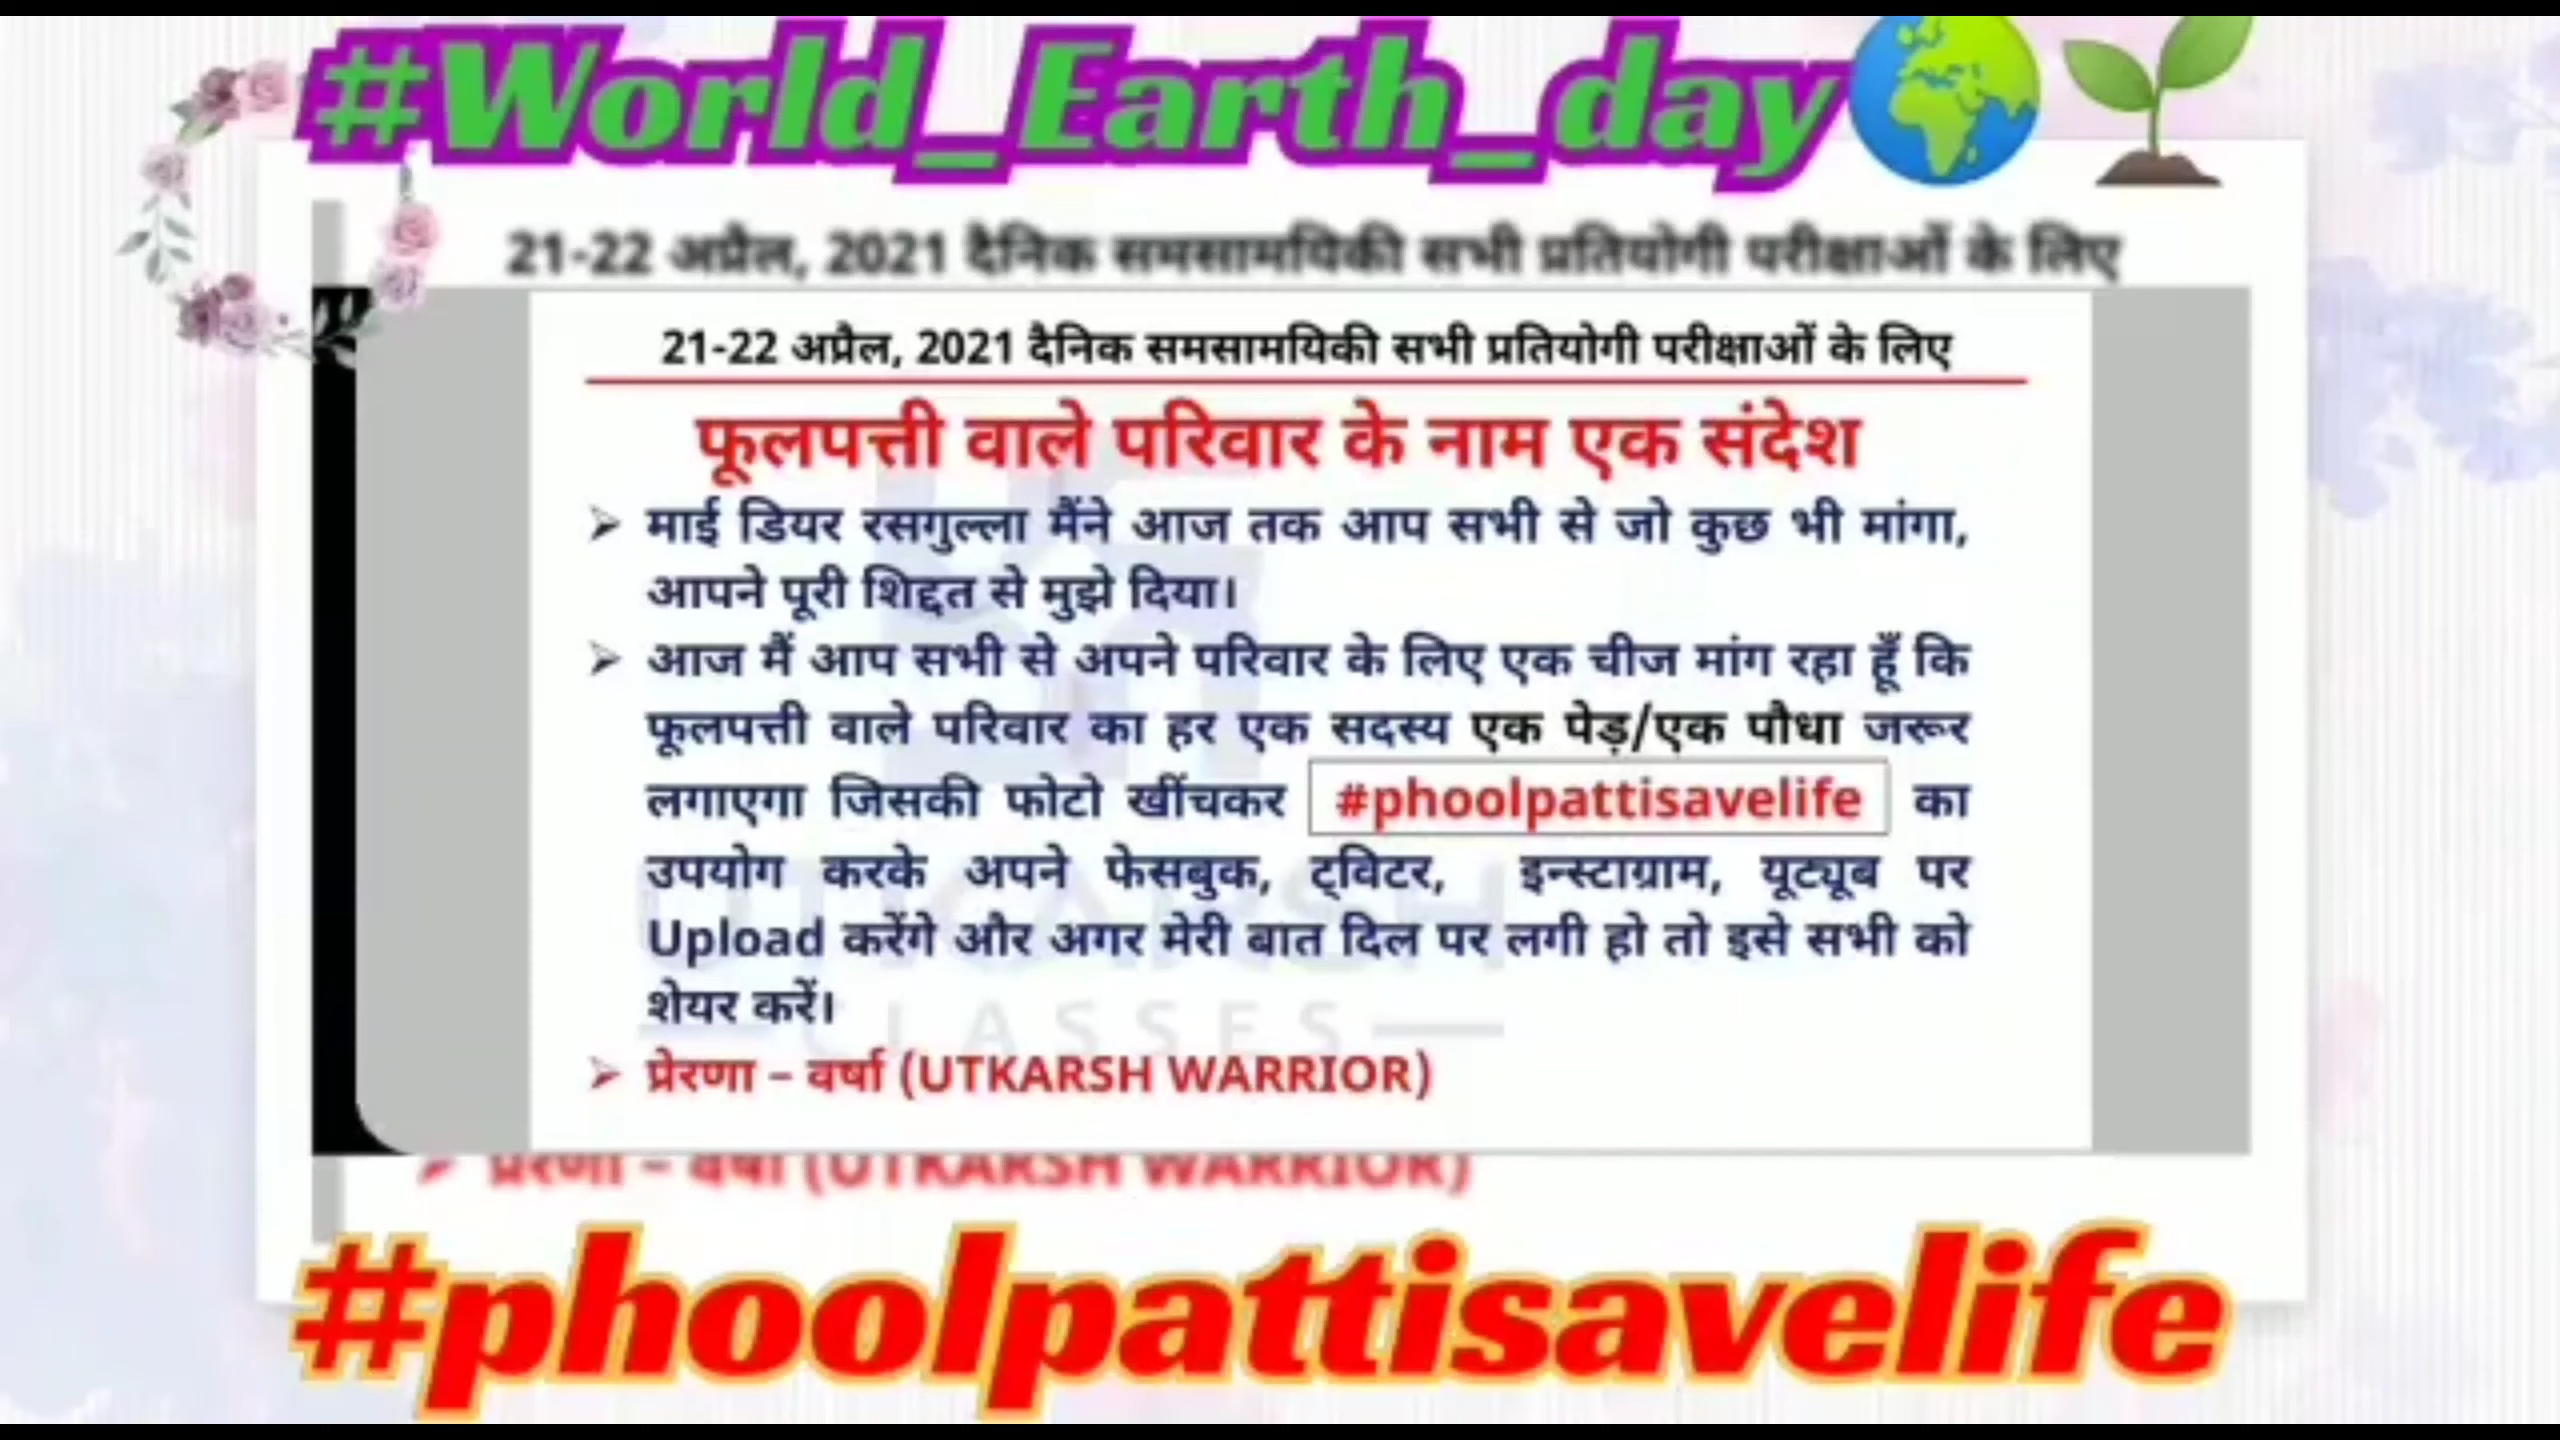 #World_Earth_day
21-22 अप्रैल, 2021 दैनिक समसामयिकी सभी प्रतियोगी परीक्षाओं के लिए
21-22 अप्रैल, 2021 दैनिक समसामयिकी सभी प्रतियोगी परीक्षाओं के लिए
फूलपत्ती वाले परिवार के नाम एक संदेश
➢ माई डियर रसगुल्ला मैंने आज तक आप सभी से जो कुछ भी मांगा,
आपने पूरी शिद्दत से मुझे दिया।
➢ आज मैं आप सभी से अपने परिवार के लिए एक चीज मांग रहा हूँ कि
फूलपत्ती वाले परिवार का हर एक सदस्य एक पेड़/एक पौधा जरूर
लगाएगा जिसकी फोटो खींचकर #phoolpattisavelife का
उपयोग करके अपने फेसबुक, ट्विटर, इन्स्टाग्राम, यूट्यूब पर
Upload करेंगे और अगर मेरी बात दिल पर लगी हो तो इसे सभी को
शेयर करें।
CLASSES
➢ प्रेरणा – वर्षा (UTKARSH WARRIOR)
➢ प्रेरणा – वर्षा (UTKARSH WARRIOR)
#phoolpattisavelife